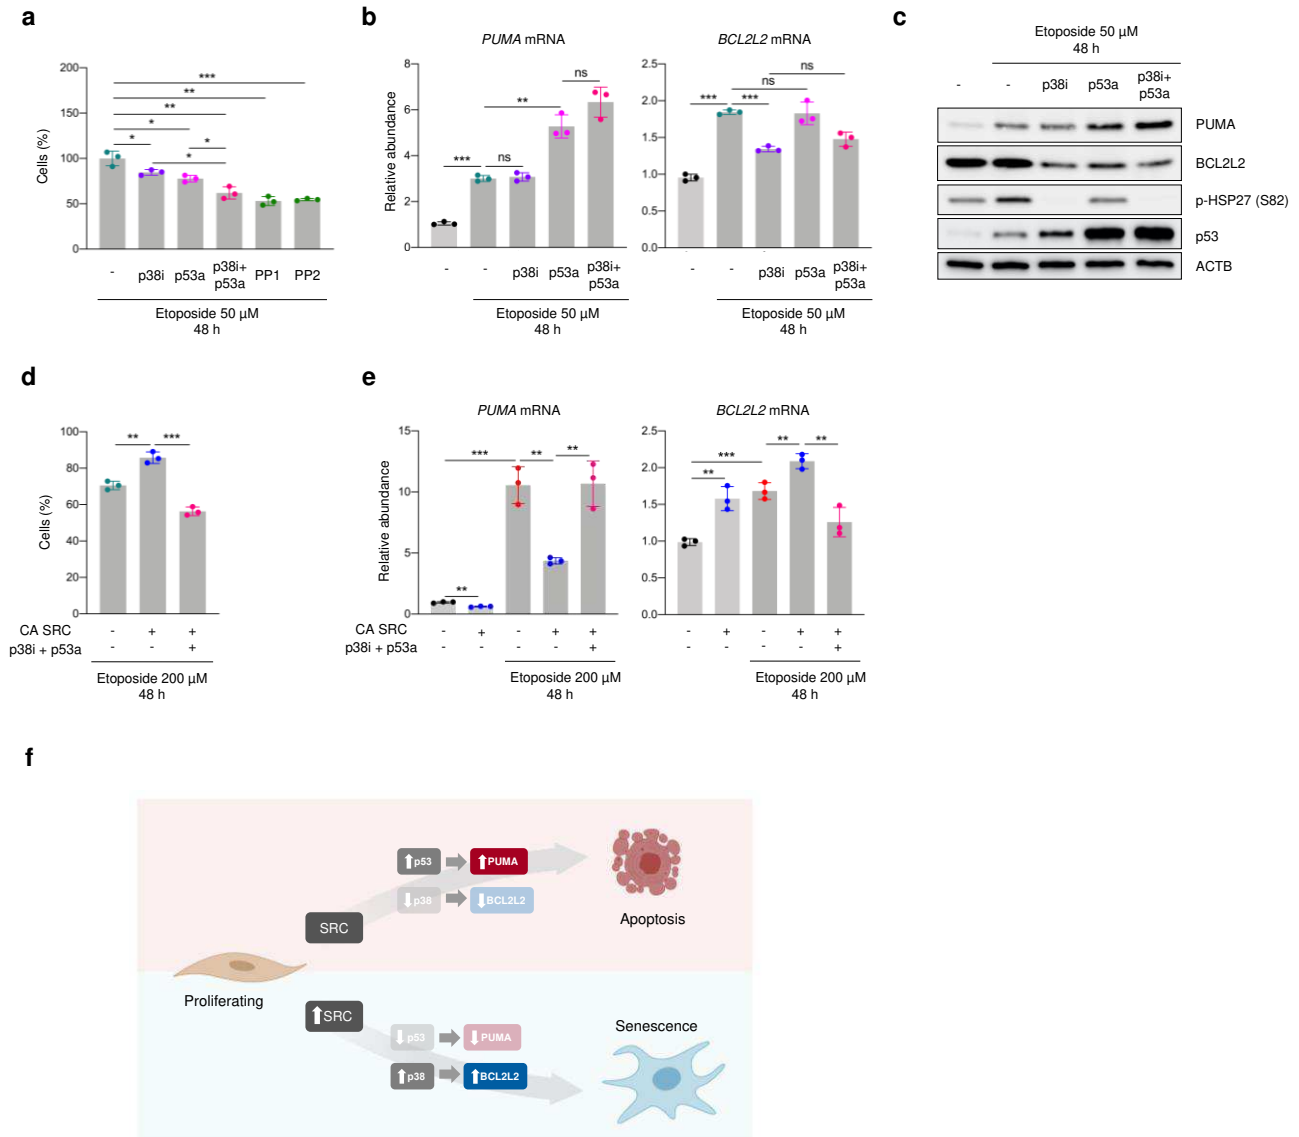 a
200
150
100
50
0
Cells (%)
***
**
**
*
*
*
*
-
p38i
p53a
p38i+
p53a
PP1
PP2
Etoposide 50 µM
48 h
b
PUMA mRNA
8
6
4
2
0
Relative abundance
***
ns
**
ns
-
-
p38i
p53a
p38i+
p53a
Etoposide 50 µM
48 h
BCL2L2 mRNA
2.5
2.0
1.5
1.0
0.5
0.0
***
***
ns
ns
-
-
p38i
p53a
p38i+
p53a
Etoposide 50 µM
48 h
c
Etoposide 50 µM
48 h
-
-
p38i
p53a
p38i+
p53a
PUMA
BCL2L2
p-HSP27 (S82)
p53
ACTB
d
100
80
60
40
20
0
Cells (%)
**
***
CA SRC - + +
p38i + p53a - - +
Etoposide 200 µM
48 h
e
PUMA mRNA
15
10
5
0
Relative abundance
**
***
**
**
CA SRC - + - + +
p38i + p53a - - - - +
Etoposide 200 µM
48 h
BCL2L2 mRNA
2.5
2.0
1.5
1.0
0.5
0.0
**
***
**
**
- + - + +
- - - - +
Etoposide 200 µM
48 h
f
p53
PUMA
p38
BCL2L2
SRC
Apoptosis
Proliferating
SRC
p53
PUMA
p38
BCL2L2
Senescence